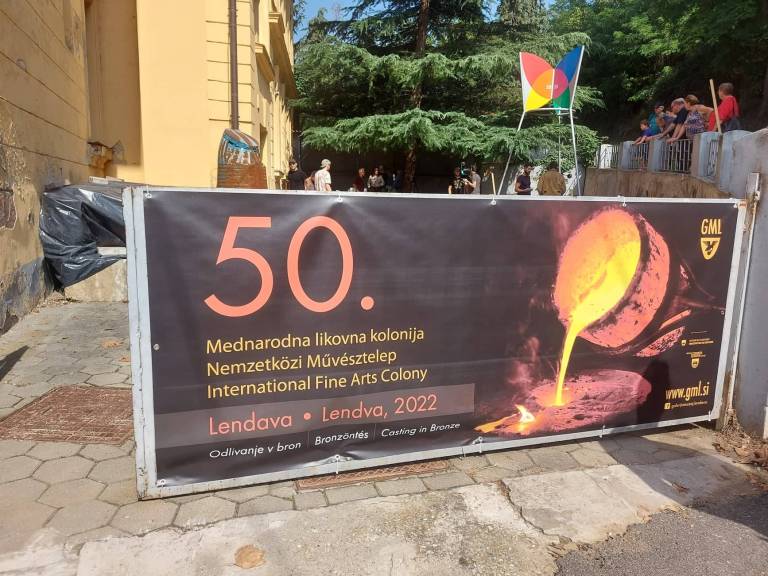 50.
Mednarodna likovna kolonija
Nemzetközi Művésztelep
International Fine Arts Colony
Lendava • Lendva, 2022
Odlivanje v bron | Bronzöntés | Casting in Bronze
GML
www.gml.si